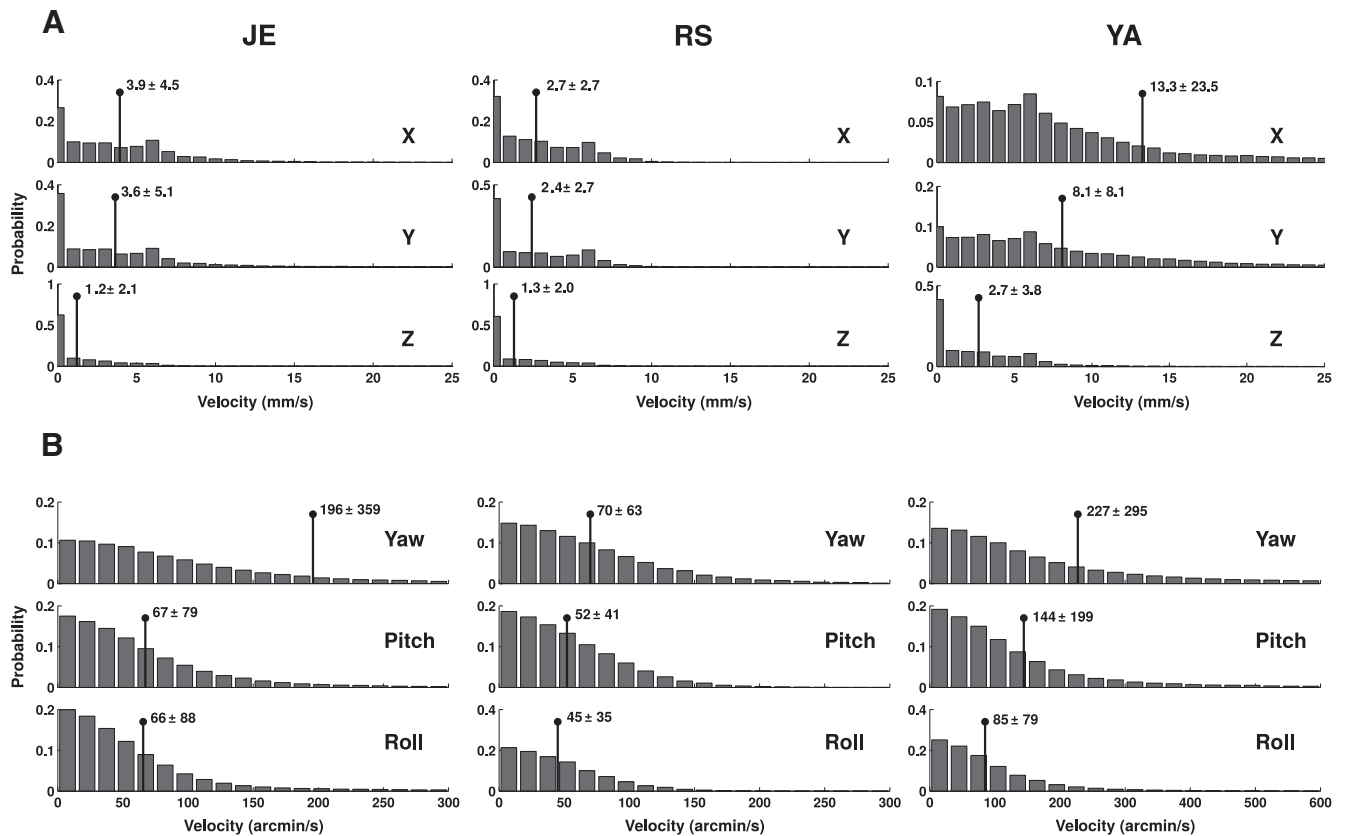 A
JE RS YA
0.4 0.4 0.1
3.9 ± 4.5 2.7 ± 2.7 13.3 ± 23.5
0.2 0.2 0.05
X X X
0 0 0
0.4 0.5 0.2
3.6 ± 5.1 2.4 ± 2.7 8.1 ± 8.1
0.2 0.1
Y Y Y
0 0 0
Probability
1 1 0.5
1.2 ± 2.1 1.3 ± 2.0 2.7 ± 3.8
0.5 0.5
Z Z Z
0 0 0
0 5 10 15 20 25 0 5 10 15 20 25 0 5 10 15 20 25
Velocity (mm/s) Velocity (mm/s) Velocity (mm/s)
B
0.2 0.2 0.2
196 ± 359 70 ± 63 227 ± 295
0.1 0.1 0.1
Yaw Yaw Yaw
0 0 0
0.2 0.2 0.2
67 ± 79 52 ± 41 144 ± 199
0.1 0.1 0.1
Pitch Pitch Pitch
0 0 0
Probability
0.2 0.4 0.4
66 ± 88 45 ± 35 85 ± 79
0.1 0.2 0.2
Roll Roll Roll
0 0 0
0 50 100 150 200 250 300 0 50 100 150 200 250 300 0 100 200 300 400 500 600
Velocity (arcmin/s) Velocity (arcmin/s) Velocity (arcmin/s)